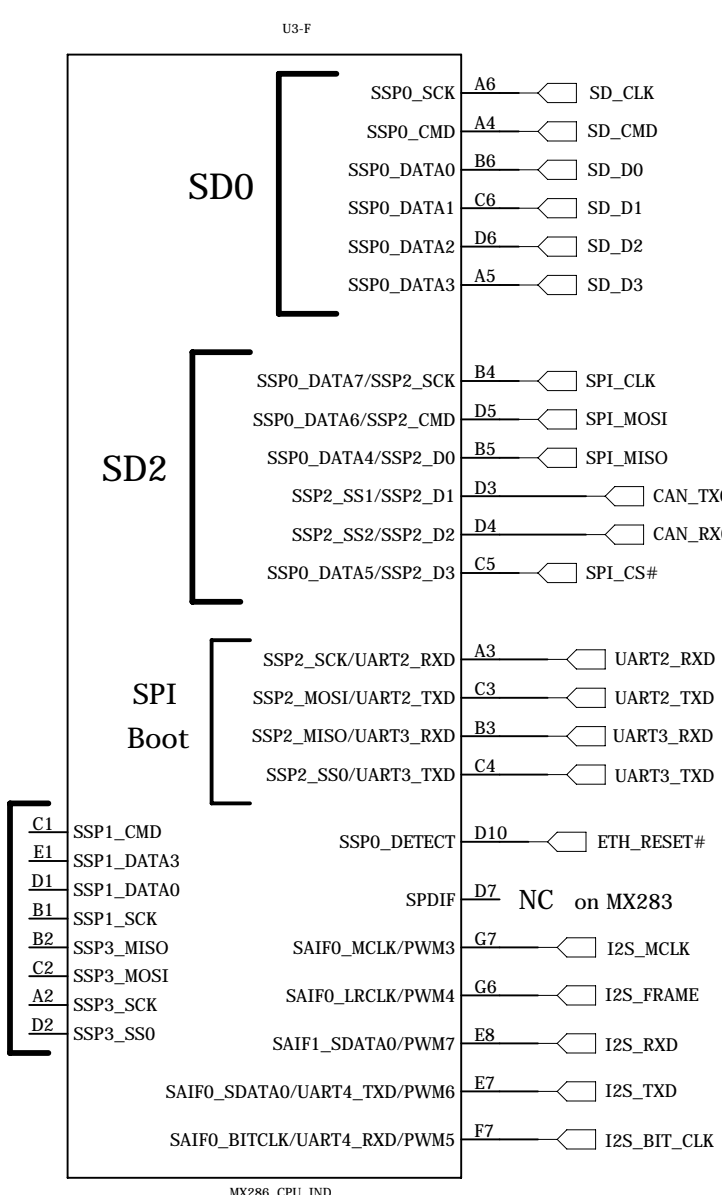 U3-F
SD0
SSP0_SCK A6 SD_CLK
SSP0_CMD A4 SD_CMD
SSP0_DATA0 B6 SD_D0
SSP0_DATA1 C6 SD_D1
SSP0_DATA2 D6 SD_D2
SSP0_DATA3 A5 SD_D3
SD2
SSP0_DATA7/SSP2_SCK B4 SPI_CLK
SSP0_DATA6/SSP2_CMD D5 SPI_MOSI
SSP0_DATA4/SSP2_D0 B5 SPI_MISO
SSP2_SS1/SSP2_D1 D3 CAN_TX
SSP2_SS2/SSP2_D2 D4 CAN_RX
SSP0_DATA5/SSP2_D3 C5 SPI_CS#
SPI
Boot
SSP2_SCK/UART2_RXD A3 UART2_RXD
SSP2_MOSI/UART2_TXD C3 UART2_TXD
SSP2_MISO/UART3_RXD B3 UART3_RXD
SSP2_SS0/UART3_TXD C4 UART3_TXD
C1 SSP1_CMD
E1 SSP1_DATA3
D1 SSP1_DATA0
B1 SSP1_SCK
B2 SSP3_MISO
C2 SSP3_MOSI
A2 SSP3_SCK
D2 SSP3_SS0
SSP0_DETECT D10 ETH_RESET#
SPDIF D7 NC on MX283
SAIF0_MCLK/PWM3 G7 I2S_MCLK
SAIF0_LRCLK/PWM4 G6 I2S_FRAME
SAIF1_SDATA0/PWM7 E8 I2S_RXD
SAIF0_SDATA0/UART4_TXD/PWM6 E7 I2S_TXD
SAIF0_BITCLK/UART4_RXD/PWM5 F7 I2S_BIT_CLK
MX286_CPU_IND